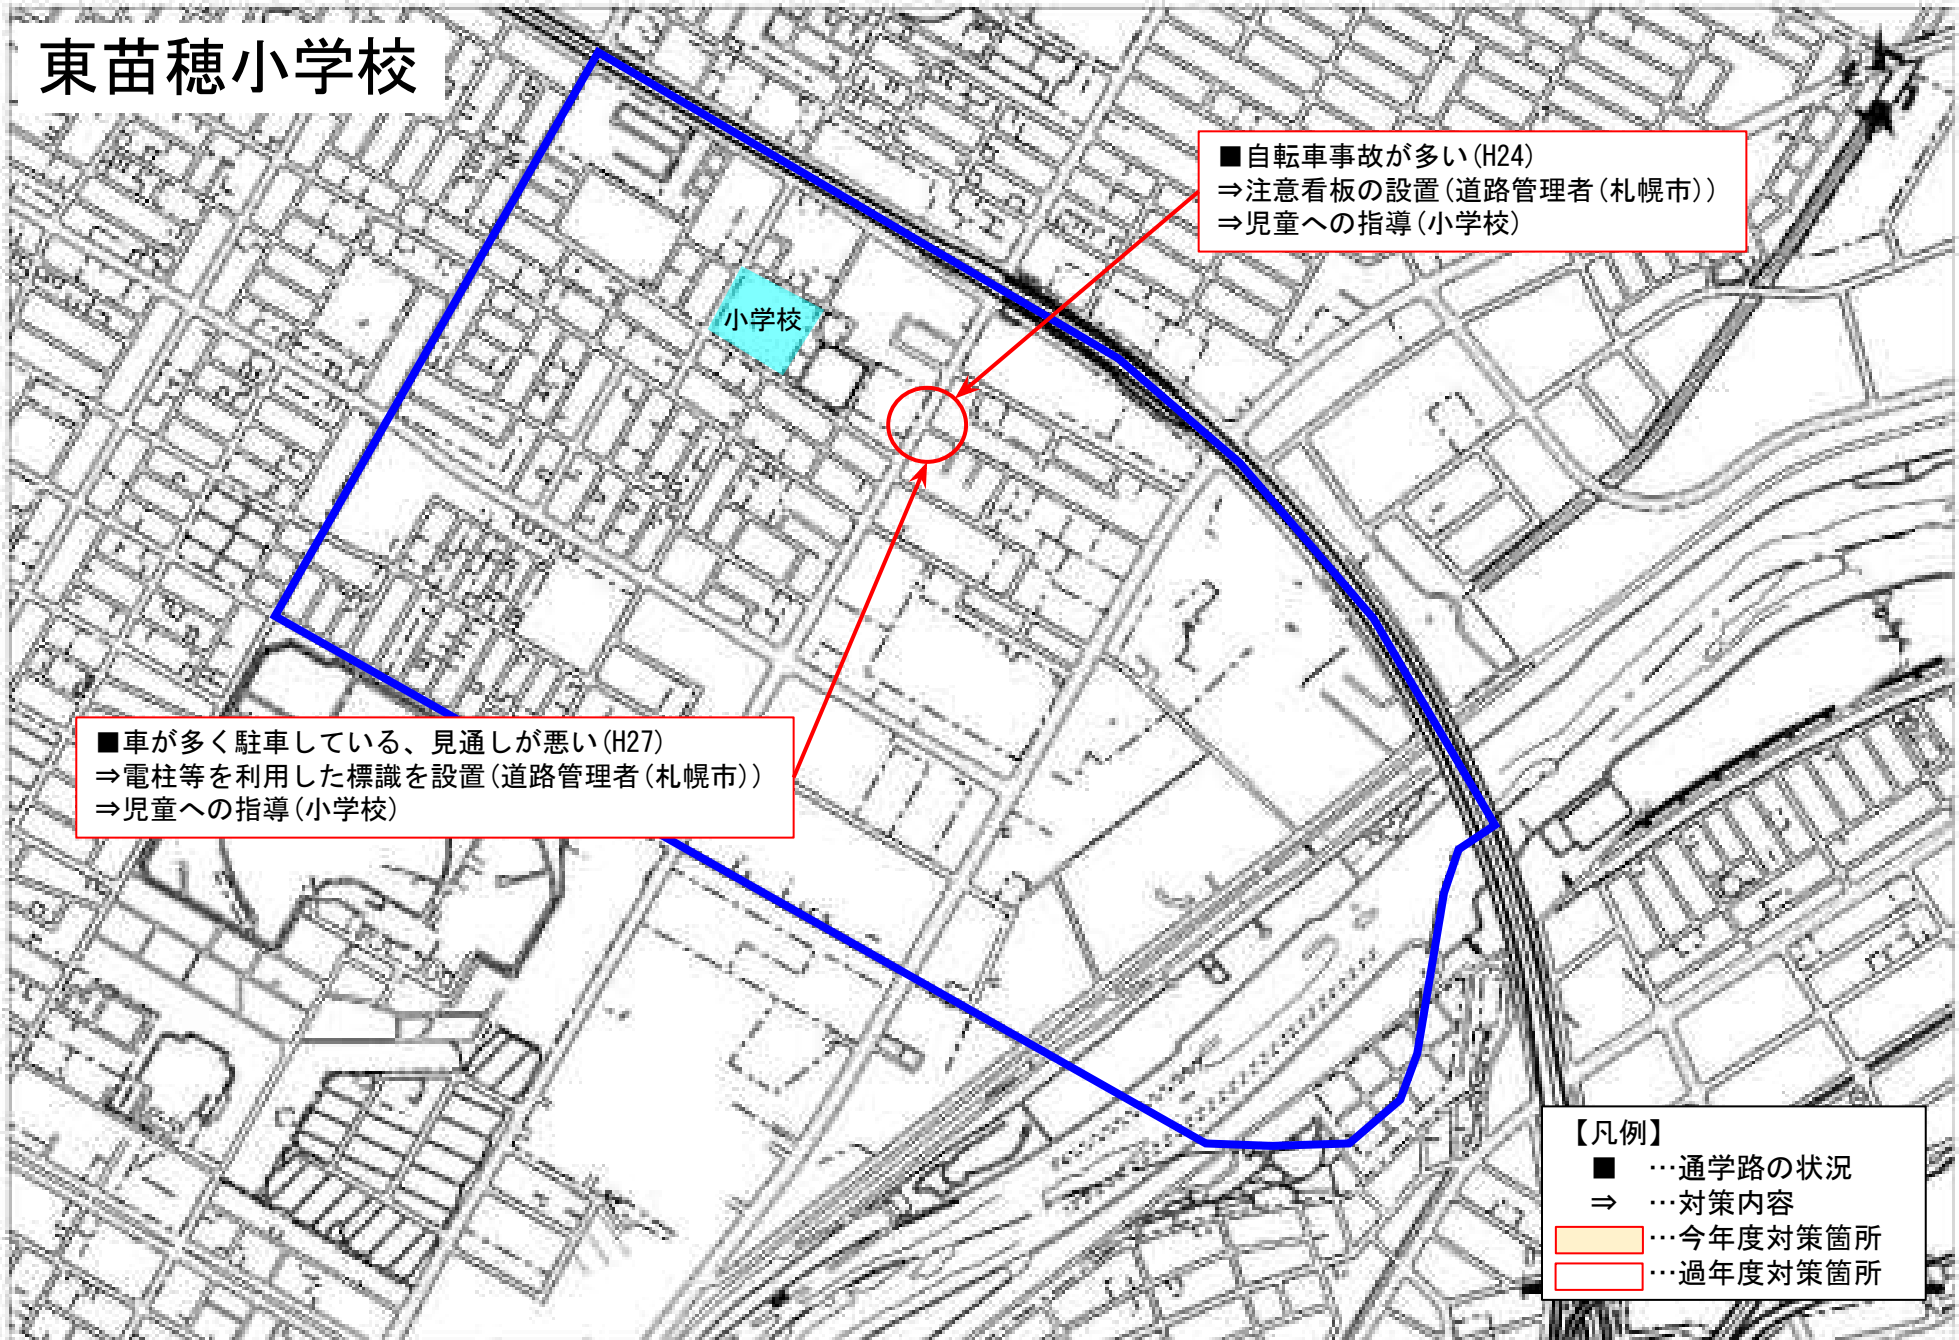 東苗穂小学校
■自転車事故が多い(H24)
⇒注意看板の設置(道路管理者(札幌市))
⇒児童への指導(小学校)
小学校
■車が多く駐車している、見通しが悪い(H27)
⇒電柱等を利用した標識を設置(道路管理者(札幌市))
⇒児童への指導(小学校)
【凡例】
■ …通学路の状況
⇒ …対策内容
…今年度対策箇所
…過年度対策箇所